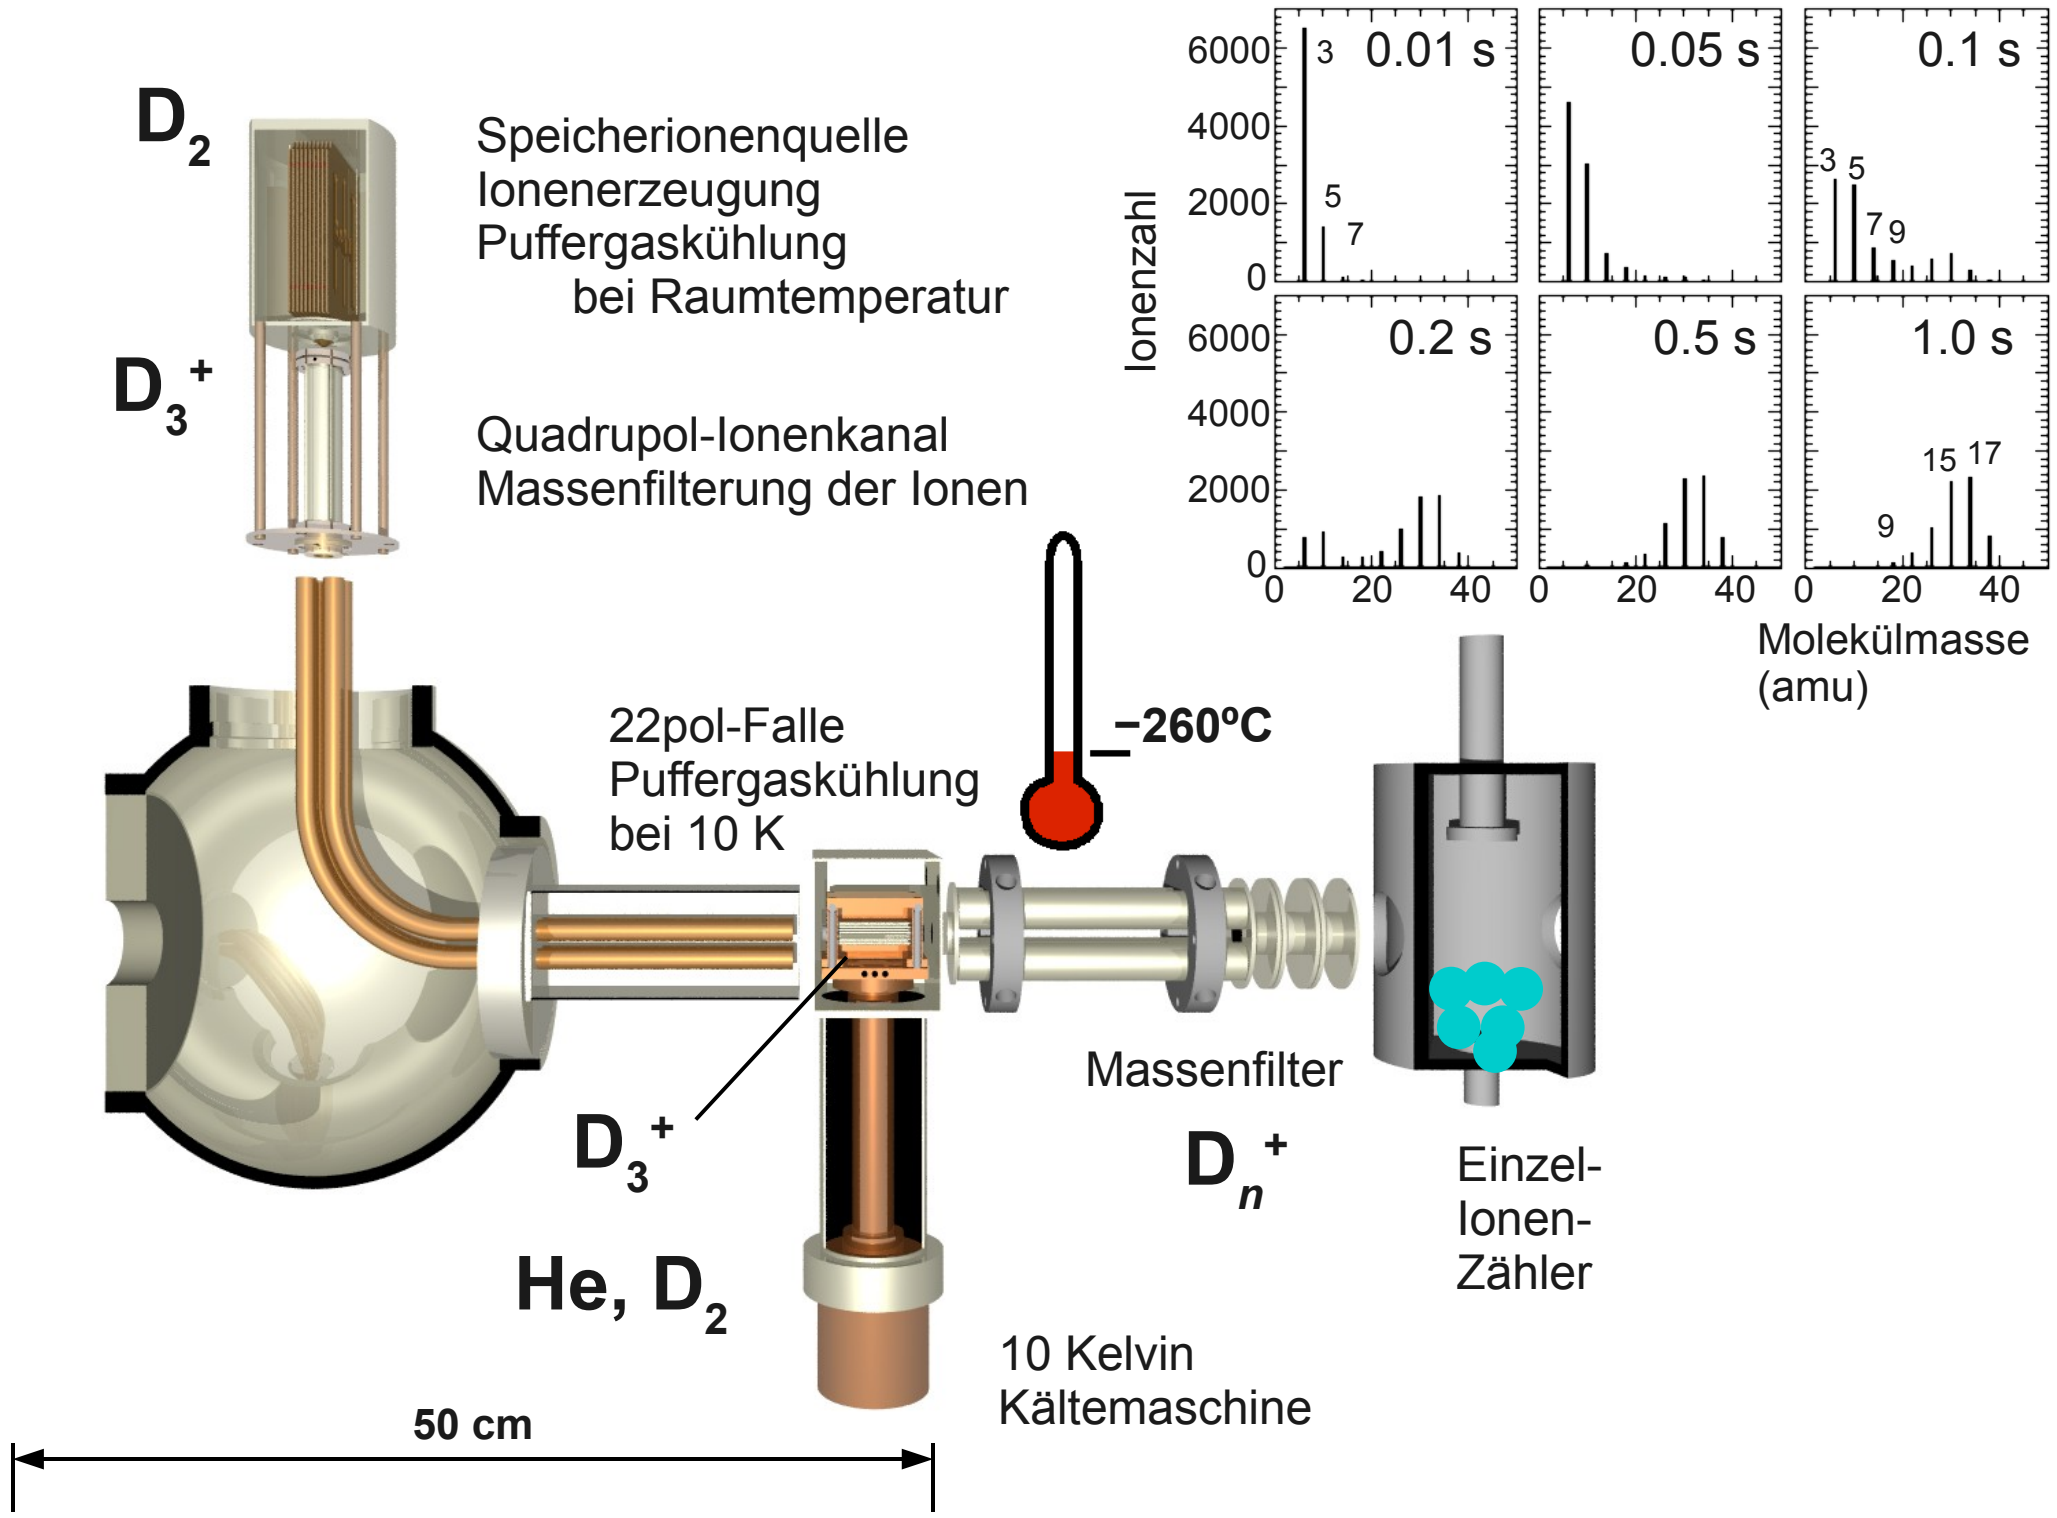 D2
Speicherionenquelle
Ionenerzeugung
Puffergaskühlung
bei Raumtemperatur
D3+
Quadrupol-Ionenkanal
Massenfilterung der Ionen
Ionenzahl
6000
4000
2000
0
0.01 s
3
5
7
0.05 s
0.1 s
3 5
7 9
6000
4000
2000
0
0.2 s
0.5 s
1.0 s
9
15 17
0 20 40
0 20 40
0 20 40
Molekülmasse
(amu)
22pol-Falle
Puffergaskühlung
bei 10 K
−260ºC
D3+
He, D2
Massenfilter
Dn+
Einzel-
Ionen-
Zähler
10 Kelvin
Kältemaschine
50 cm